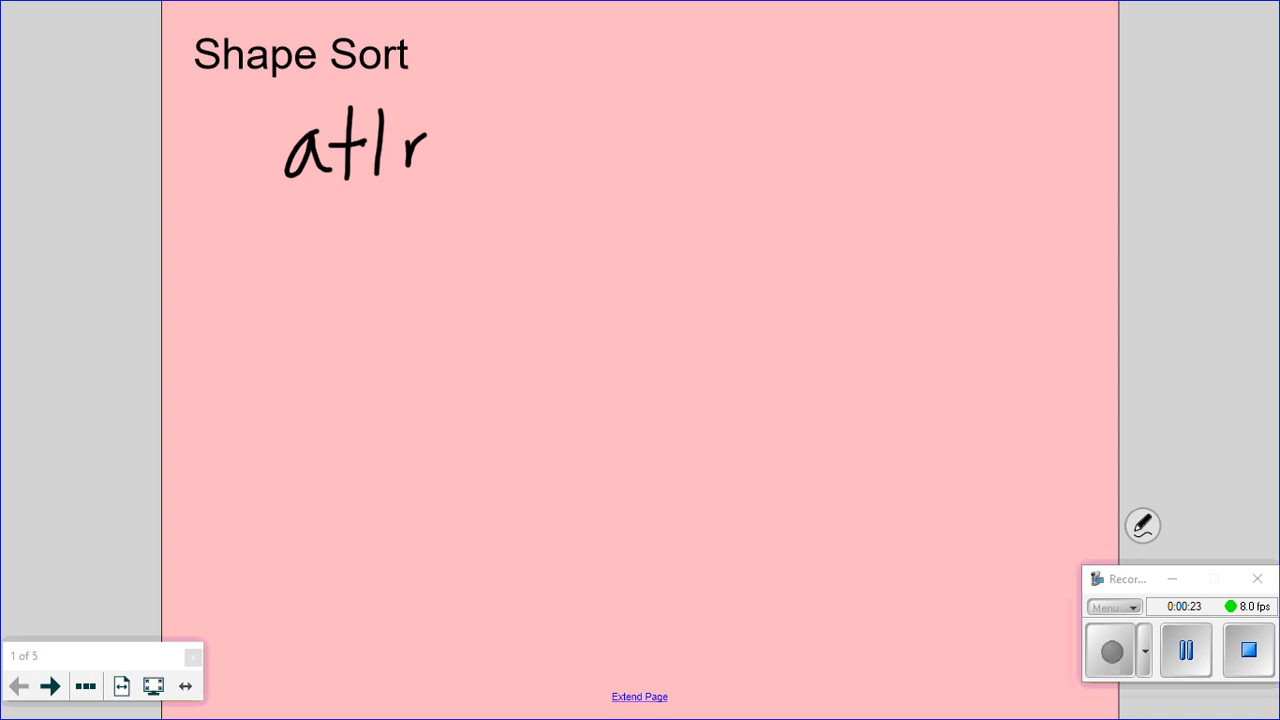 Shape Sort
atlr
Recor...
Menu
0:00:23
8.0 fps
1 of 5
Extend Page